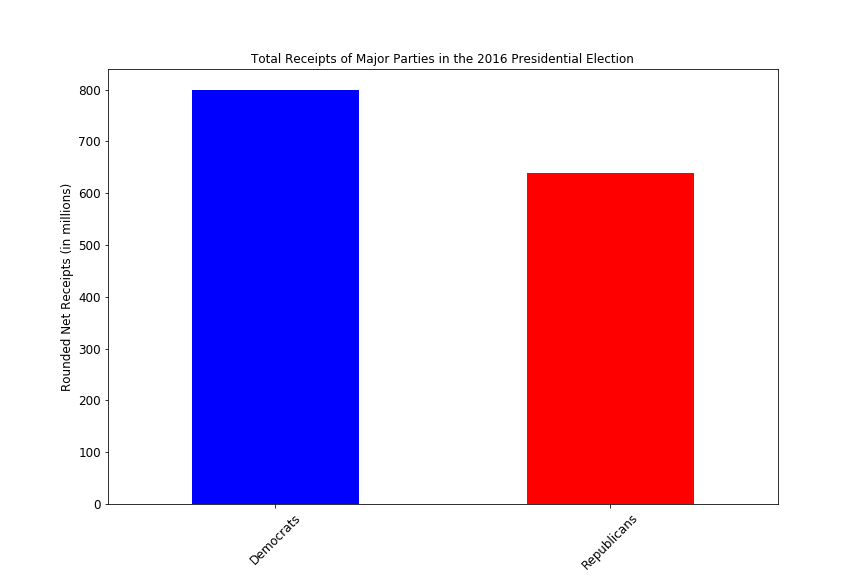 Total Receipts of Major Parties in the 2016 Presidential Election
Rounded Net Receipts (in millions)
800
700
600
500
400
300
200
100
0
Democrats
Republicans